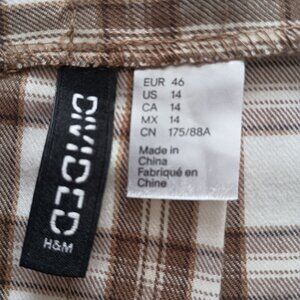 DIVIDED
H&M
EUR 46
US 14
CA 14
MX 14
CN 175/88A
Made in
China
Fabriqué en
Chine